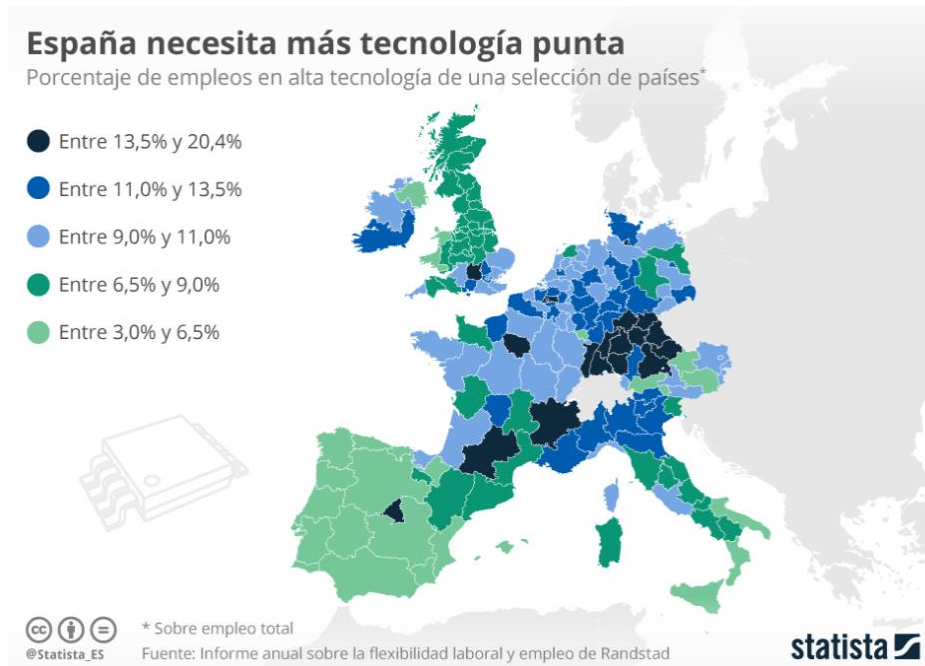 España necesita más tecnología punta
Porcentaje de empleos en alta tecnología de una selección de países*
Entre 13,5% y 20,4%
Entre 11,0% y 13,5%
Entre 9,0% y 11,0%
Entre 6,5% y 9,0%
Entre 3,0% y 6,5%
cc
@Statista_ES
* Sobre empleo total
Fuente: Informe anual sobre la flexibilidad laboral y empleo de Randstad
statista